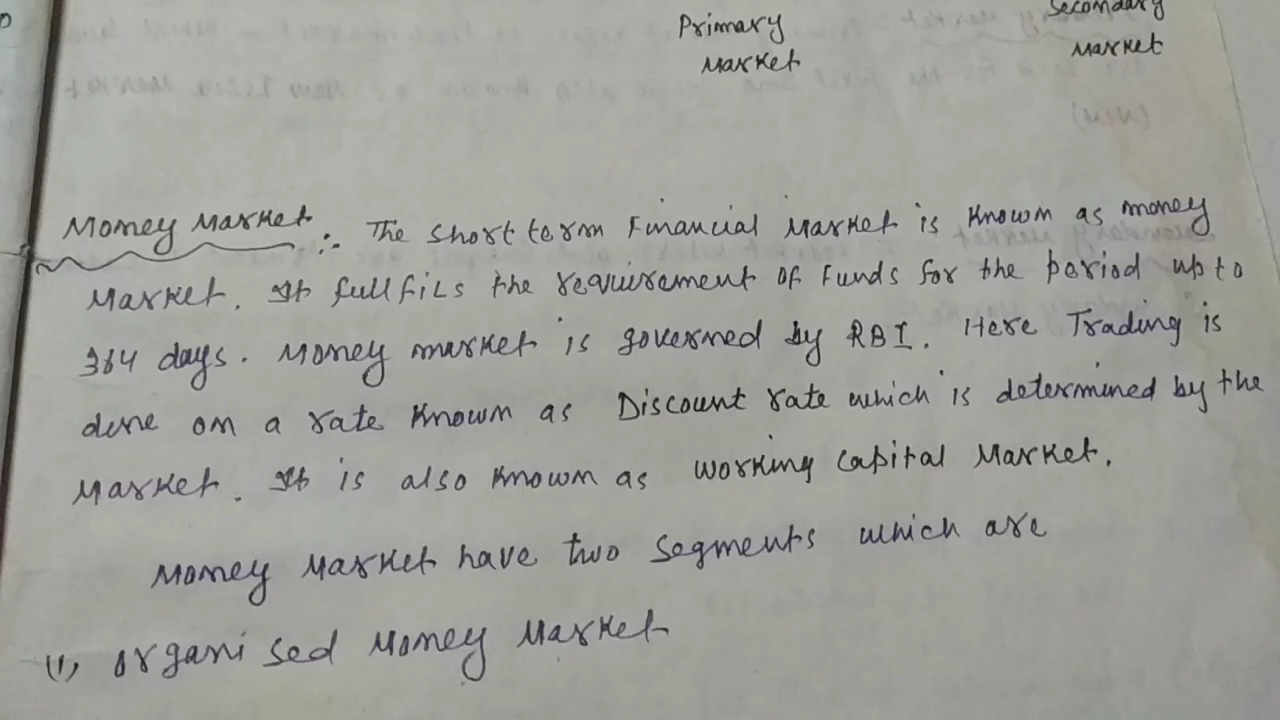 Primary
Market
Secondary
Market
Money Market :- The short term Financial Market is Known as money
Market. It fullfils the requirement of Funds for the period up to
364 days. Money market is governed by RBI. Here Trading is
done on a rate Known as Discount rate which is determined by the
Market. It is also Known as working Capital Market.
Money Market have two segments which are
(1) Organised Money Market